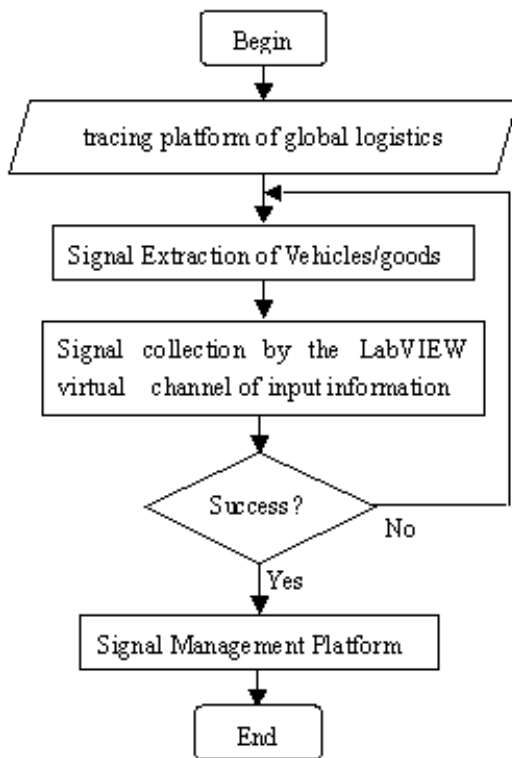 Begin
tracing platform of global logistics
Signal Extraction of Vehicles/goods
Signal collection by the LabVIEW
virtual channel of input information
Success?
No
Yes
Signal Management Platform
End